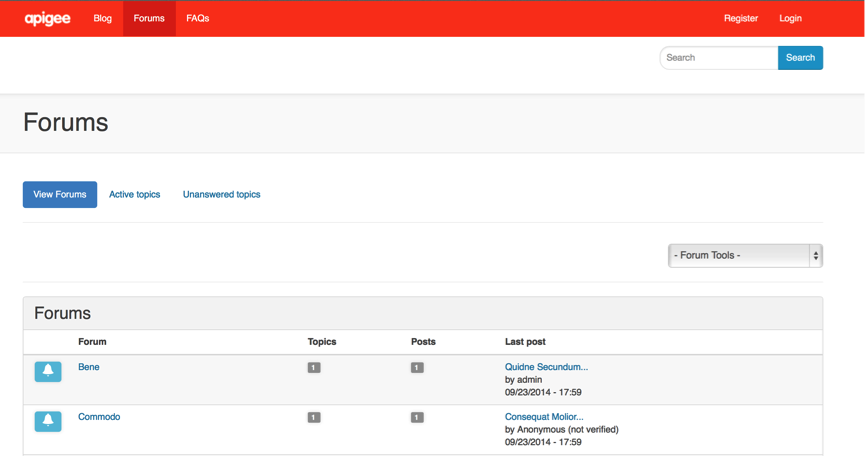 apigee Blog Forums FAQs Register Login
Search Search
Forums
View Forums Active topics Unanswered topics
- Forum Tools -
Forums
Forum Topics Posts Last post
Bene 1 1 Quidne Secundum...
by admin
09/23/2014 - 17:59
Commodo 1 1 Consequat Molior...
by Anonymous (not verified)
09/23/2014 - 17:59